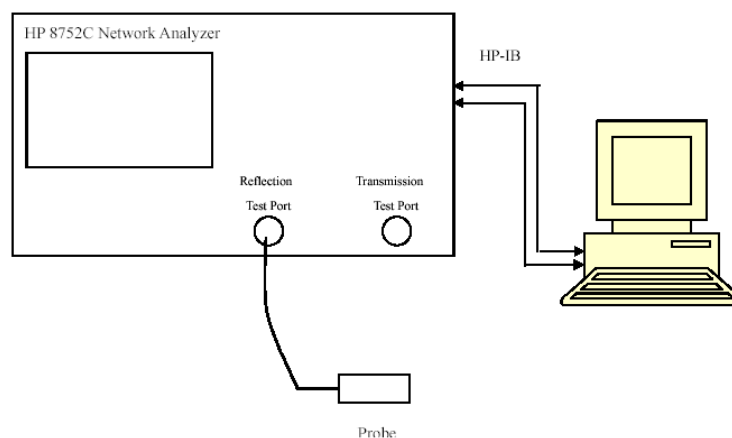 HP 8752C Network Analyzer
HP-IB
Reflection
Test Port
Transmission
Test Port
Probe